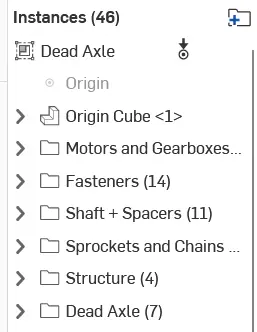 Instances (46)
Dead Axle
Origin
Origin Cube <1>
Motors and Gearboxes...
Fasteners (14)
Shaft + Spacers (11)
Sprockets and Chains ...
Structure (4)
Dead Axle (7)